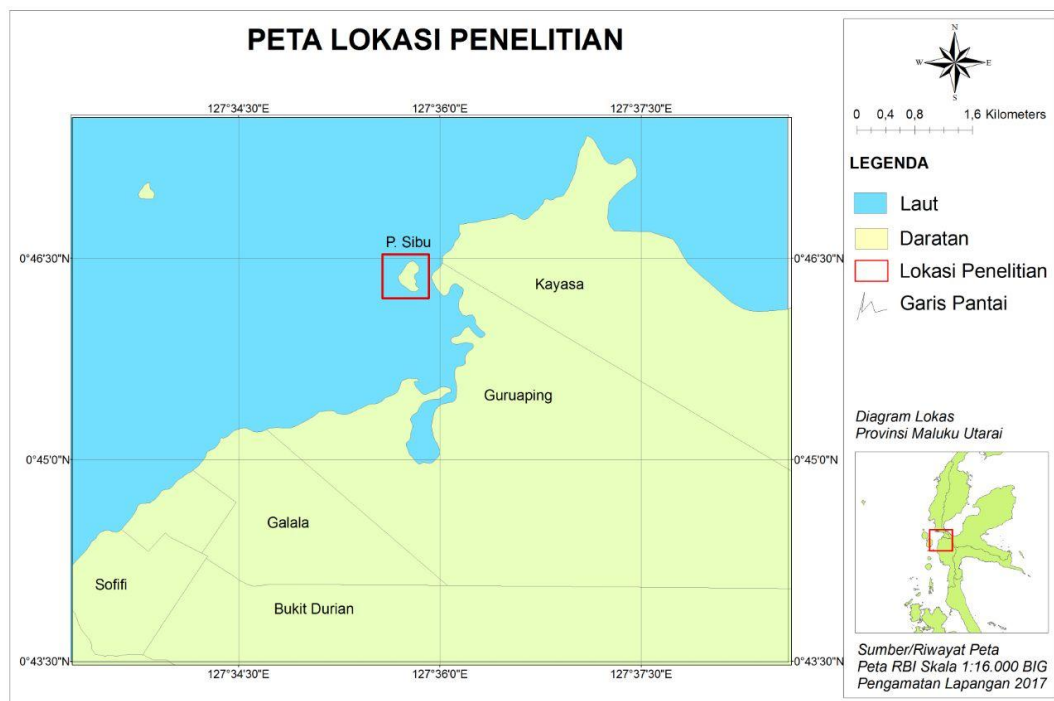 PETA LOKASI PENELITIAN
127°34'30"E
127°36'0"E
127°37'30"E
0°46'30"N
0°46'30"N
0°45'0"N
0°45'0"N
0°43'30"N
0°43'30"N
127°34'30"E
127°36'0"E
127°37'30"E
P. Sibu
Kayasa
Guruaping
Galala
Sofifi
Bukit Durian
N
W
E
S
0 0,4 0,8 1,6 Kilometers
LEGENDA
Laut
Daratan
Lokasi Penelitian
Garis Pantai
Diagram Lokas
Provinsi Maluku Utarai
Sumber/Riwayat Peta
Peta RBI Skala 1:16.000 BIG
Pengamatan Lapangan 2017